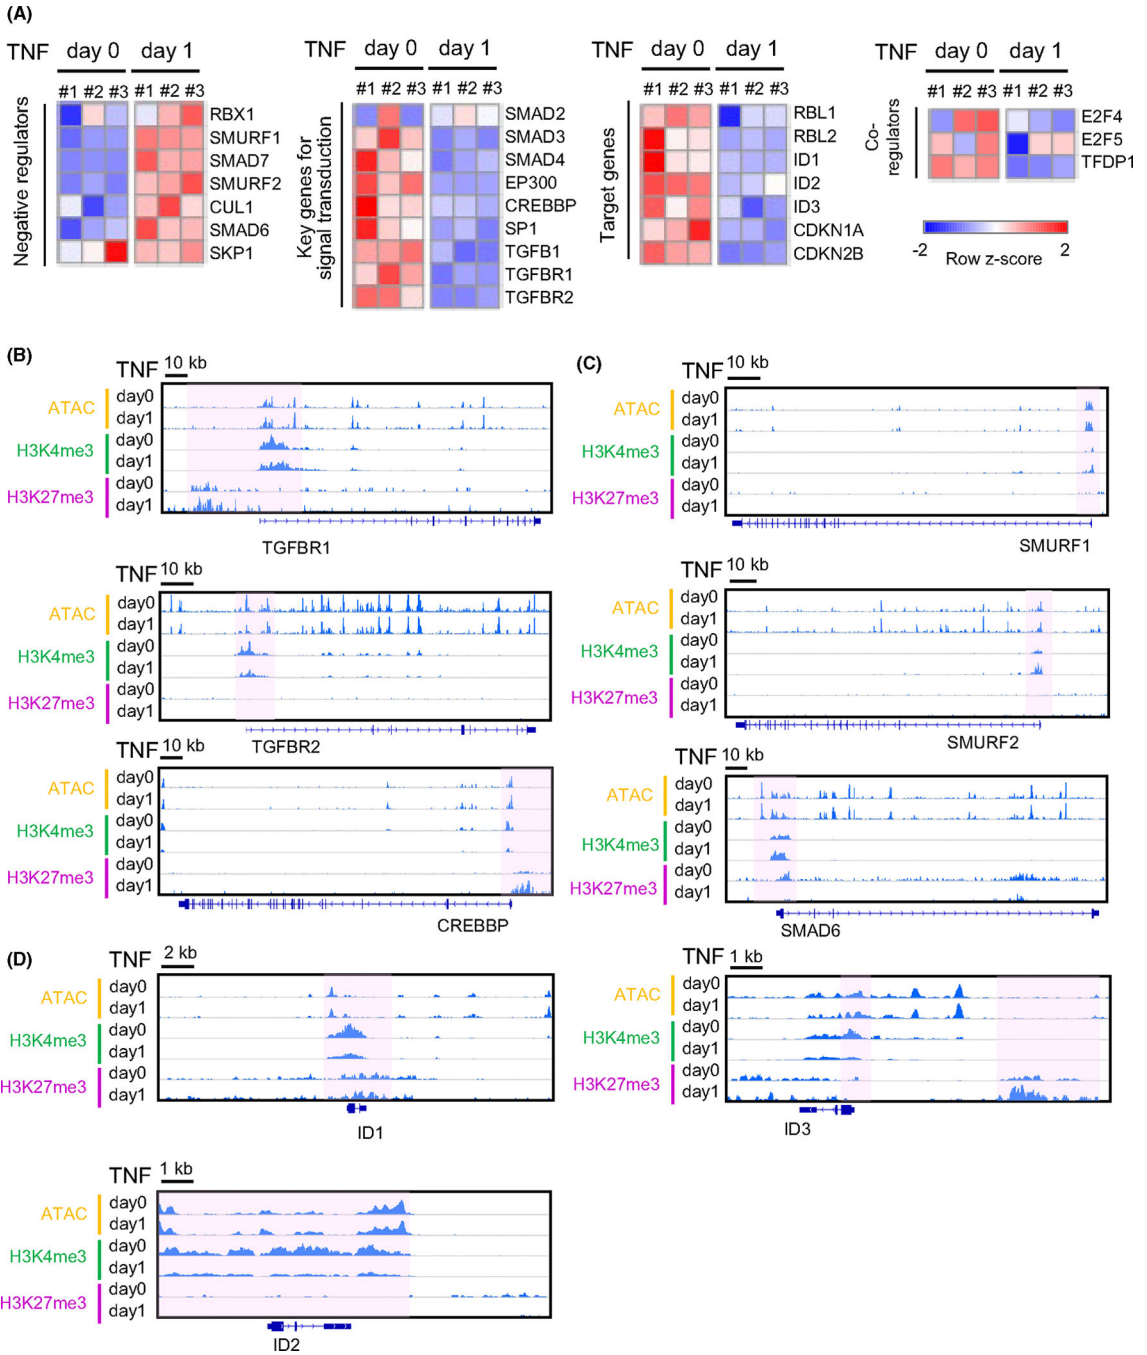 (A)
TNF day 0 day 1
#1 #2 #3 #1 #2 #3
Negative regulators
RBX1
SMURF1
SMAD7
SMURF2
CUL1
SMAD6
SKP1
TNF day 0 day 1
#1 #2 #3 #1 #2 #3
Key genes for
signal transduction
SMAD2
SMAD3
SMAD4
EP300
CREBBP
SP1
TGFB1
TGFBR1
TGFBR2
TNF day 0 day 1
#1 #2 #3 #1 #2 #3
Target genes
RBL1
RBL2
ID1
ID2
ID3
CDKN1A
CDKN2B
TNF day 0 day 1
#1 #2 #3 #1 #2 #3
Co-
regulators
E2F4
E2F5
TFDP1
-2 2
Row z-score
(B)
TNF 10 kb
ATAC
day0
day1
H3K4me3
day0
day1
H3K27me3
day0
day1
TGFBR1
TNF 10 kb
ATAC
day0
day1
H3K4me3
day0
day1
H3K27me3
day0
day1
TGFBR2
TNF 10 kb
ATAC
day0
day1
H3K4me3
day0
day1
H3K27me3
day0
day1
CREBBP
(C)
TNF 10 kb
ATAC
day0
day1
H3K4me3
day0
day1
H3K27me3
day0
day1
SMURF1
TNF 10 kb
ATAC
day0
day1
H3K4me3
day0
day1
H3K27me3
day0
day1
SMURF2
TNF 10 kb
ATAC
day0
day1
H3K4me3
day0
day1
H3K27me3
day0
day1
SMAD6
(D)
TNF 2 kb
ATAC
day0
day1
H3K4me3
day0
day1
H3K27me3
day0
day1
ID1
TNF 1 kb
ATAC
day0
day1
H3K4me3
day0
day1
H3K27me3
day0
day1
ID3
TNF 1 kb
ATAC
day0
day1
H3K4me3
day0
day1
H3K27me3
day0
day1
ID2